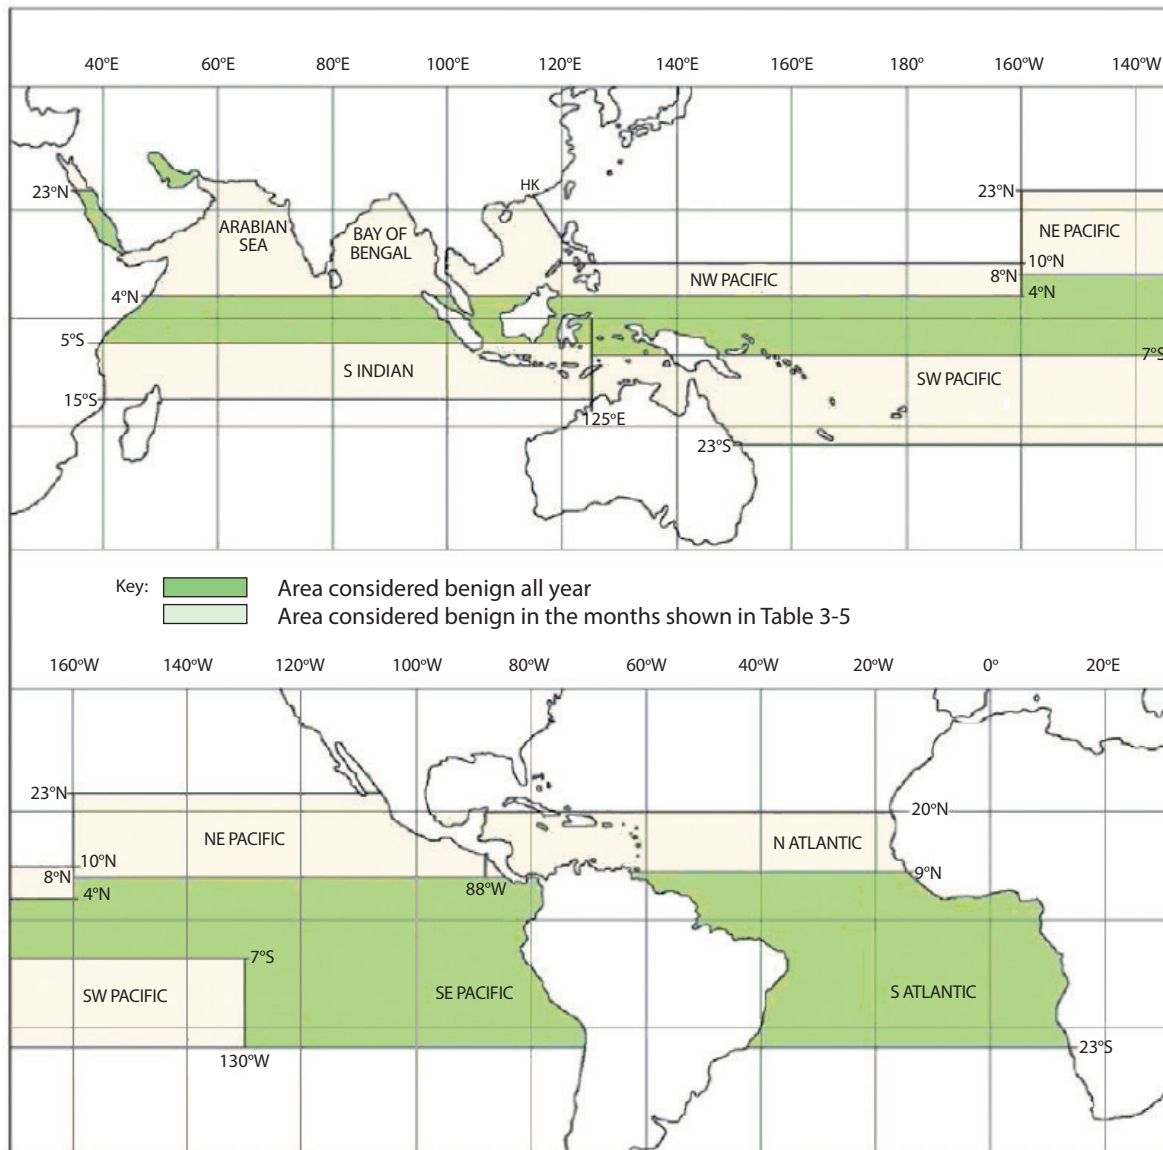 40°E 60°E 80°E 100°E 120°E 140°E 160°E 180° 160°W 140°W
HK
23°N 23°N
ARABIAN
SEA
BAY OF
BENGAL
NE PACIFIC
10°N
NW PACIFIC
8°N
4°N 4°N
5°S
7°S
S INDIAN
SW PACIFIC
15°S
125°E
23°S
Key:
Area considered benign all year
Area considered benign in the months shown in Table 3-5
160°W 140°W 120°W 100°W 80°W 60°W 40°W 20°W 0° 20°E
23°N
20°N
NE PACIFIC
N ATLANTIC
10°N
8°N
9°N
88°W
4°N
7°S
SW PACIFIC
SE PACIFIC
S ATLANTIC
23°S
130°W